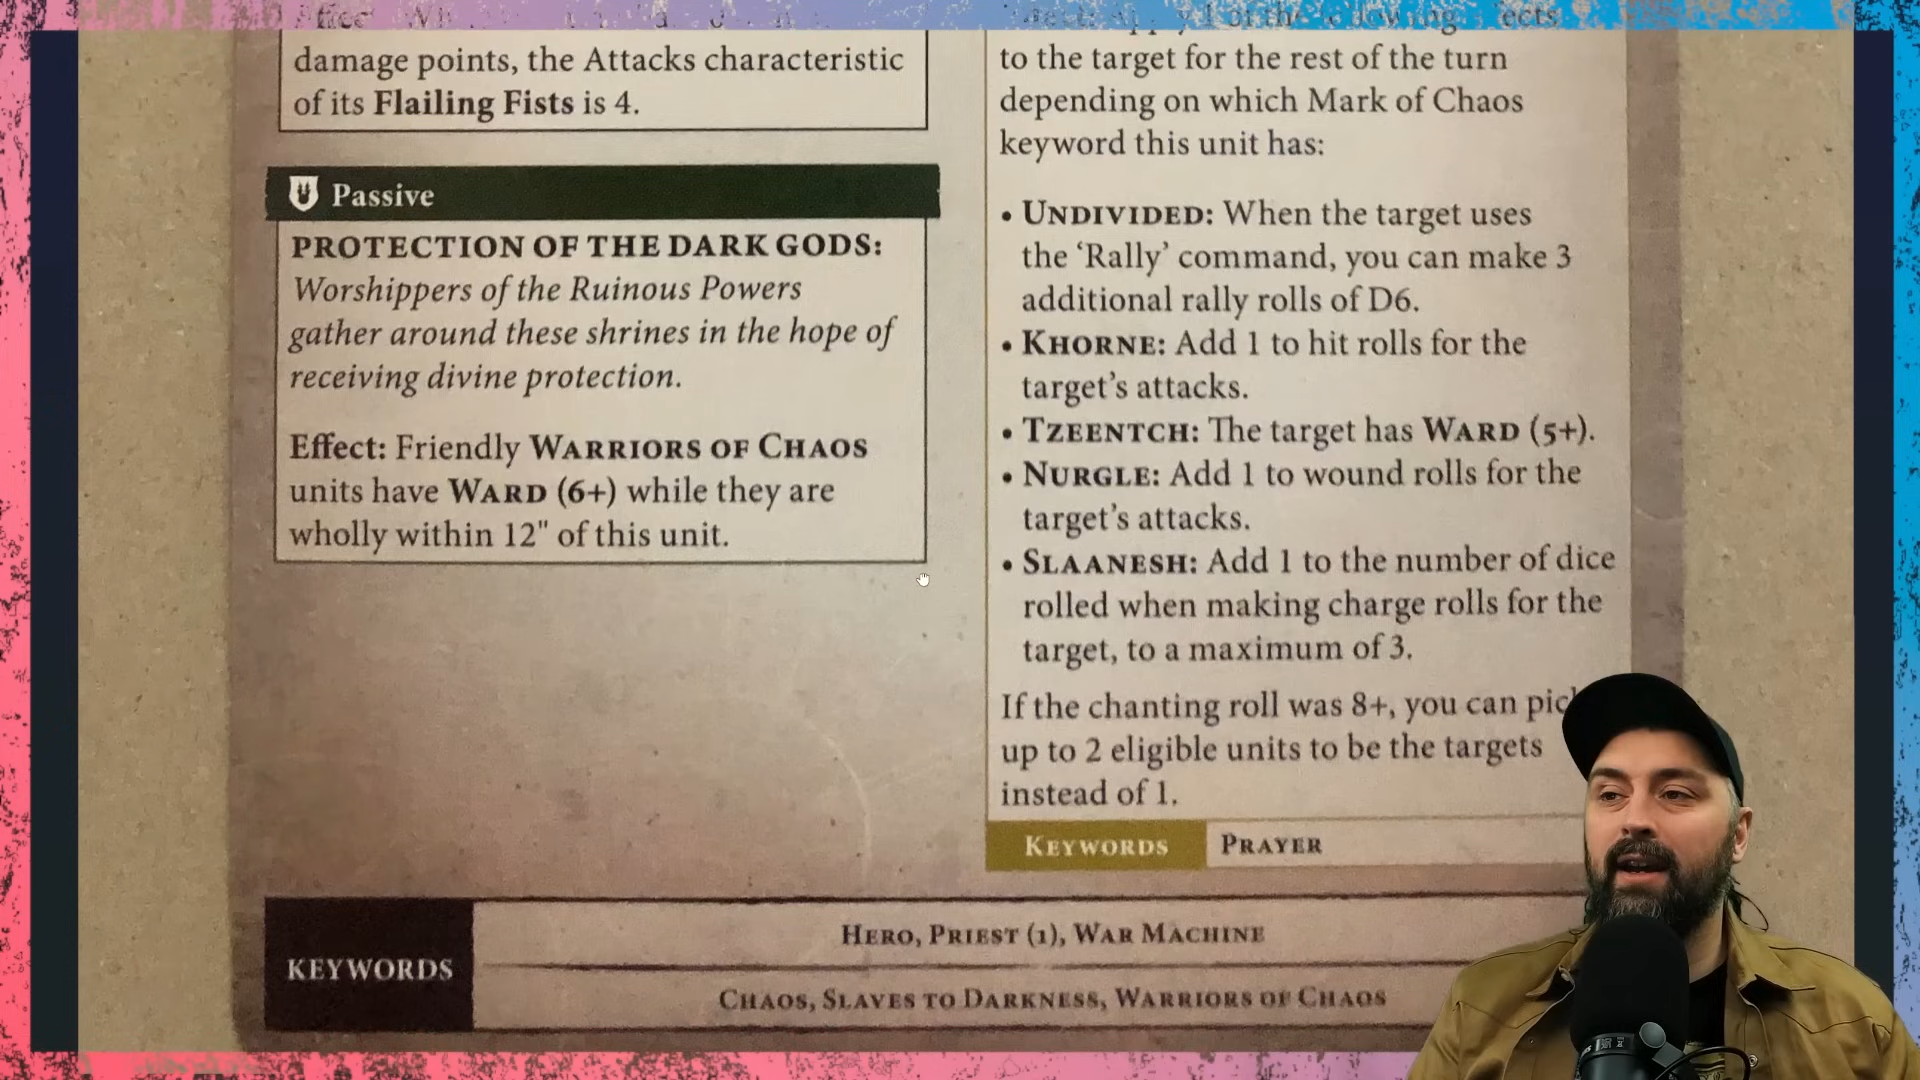 damage points, the Attacks characteristic
of its Flailing Fists is 4.
Passive
PROTECTION OF THE DARK GODS:
Worshippers of the Ruinous Powers
gather around these shrines in the hope of
receiving divine protection.
Effect: Friendly WARRIORS OF CHAOS
units have WARD (6+) while they are
wholly within 12" of this unit.
to the target for the rest of the turn
depending on which Mark of Chaos
keyword this unit has:
• UNDIVIDED: When the target uses
the ‘Rally’ command, you can make 3
additional rally rolls of D6.
• KHORNE: Add 1 to hit rolls for the
target's attacks.
• TZEENTCH: The target has WARD (5+).
• NURGLE: Add 1 to wound rolls for the
target's attacks.
• SLAANESH: Add 1 to the number of dice
rolled when making charge rolls for the
target, to a maximum of 3.
If the chanting roll was 8+, you can
up to 2 eligible units to be the targets
instead of 1.
KEYWORDS PRAYER
KEYWORDS
HERO, PRIEST (1), WAR MACHINE
CHAOS, SLAVES TO DARKNESS, WARRIORS OF CHAOS